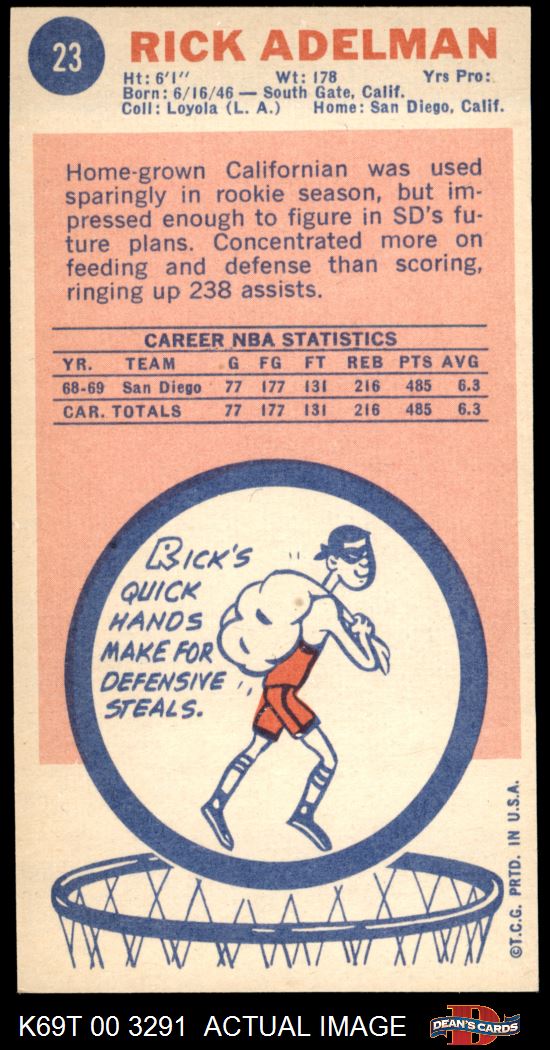 23
RICK ADELMAN
Ht: 6'1" Wt: 178 Yrs Pro:
Born: 6/16/46 — South Gate, Calif.
Coll: Loyola (L. A.) Home: San Diego, Calif.
Home-grown Californian was used
sparingly in rookie season, but im-
pressed enough to figure in SD's fu-
ture plans. Concentrated more on
feeding and defense than scoring,
ringing up 238 assists.
CAREER NBA STATISTICS
YR. TEAM G FG FT REB PTS AVG
68-69 San Diego 77 177 131 216 485 6.3
CAR. TOTALS 77 177 131 216 485 6.3
RICK'S
QUICK
HANDS
MAKE FOR
DEFENSIVE
STEALS.
©T.C.G. PRTD. IN U.S.A.
K69T 00 3291 ACTUAL IMAGE
D
DEAN'S CARDS